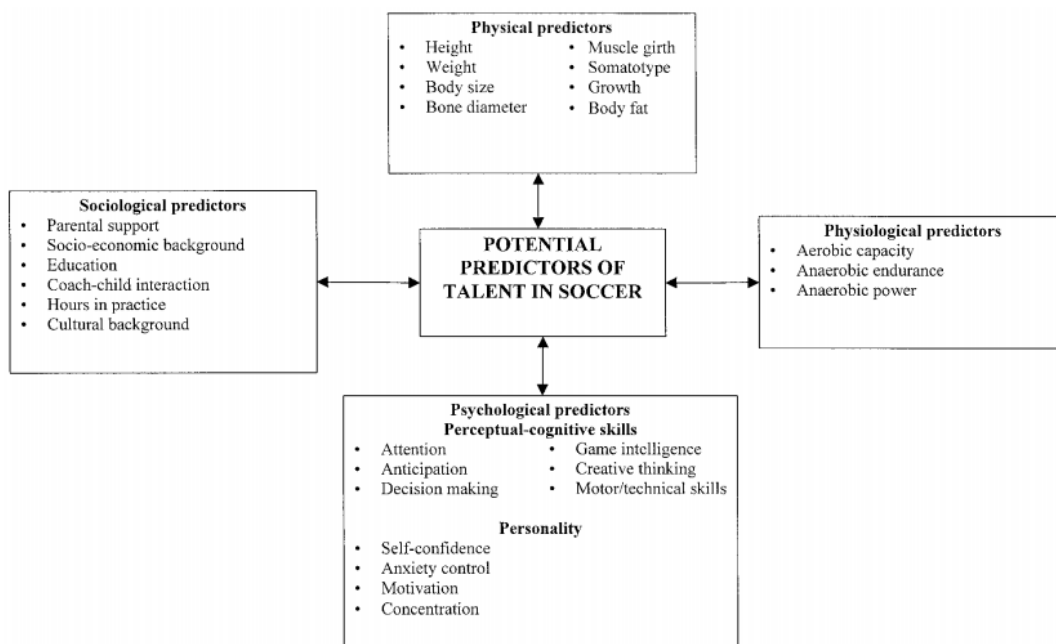 Physical predictors
• Height
• Weight
• Body size
• Bone diameter
• Muscle girth
• Somatotype
• Growth
• Body fat
Sociological predictors
• Parental support
• Socio-economic background
• Education
• Coach-child interaction
• Hours in practice
• Cultural background
POTENTIAL
PREDICTORS OF
TALENT IN SOCCER
Physiological predictors
• Aerobic capacity
• Anaerobic endurance
• Anaerobic power
Psychological predictors
Perceptual-cognitive skills
• Attention
• Anticipation
• Decision making
• Game intelligence
• Creative thinking
• Motor/technical skills
Personality
• Self-confidence
• Anxiety control
• Motivation
• Concentration